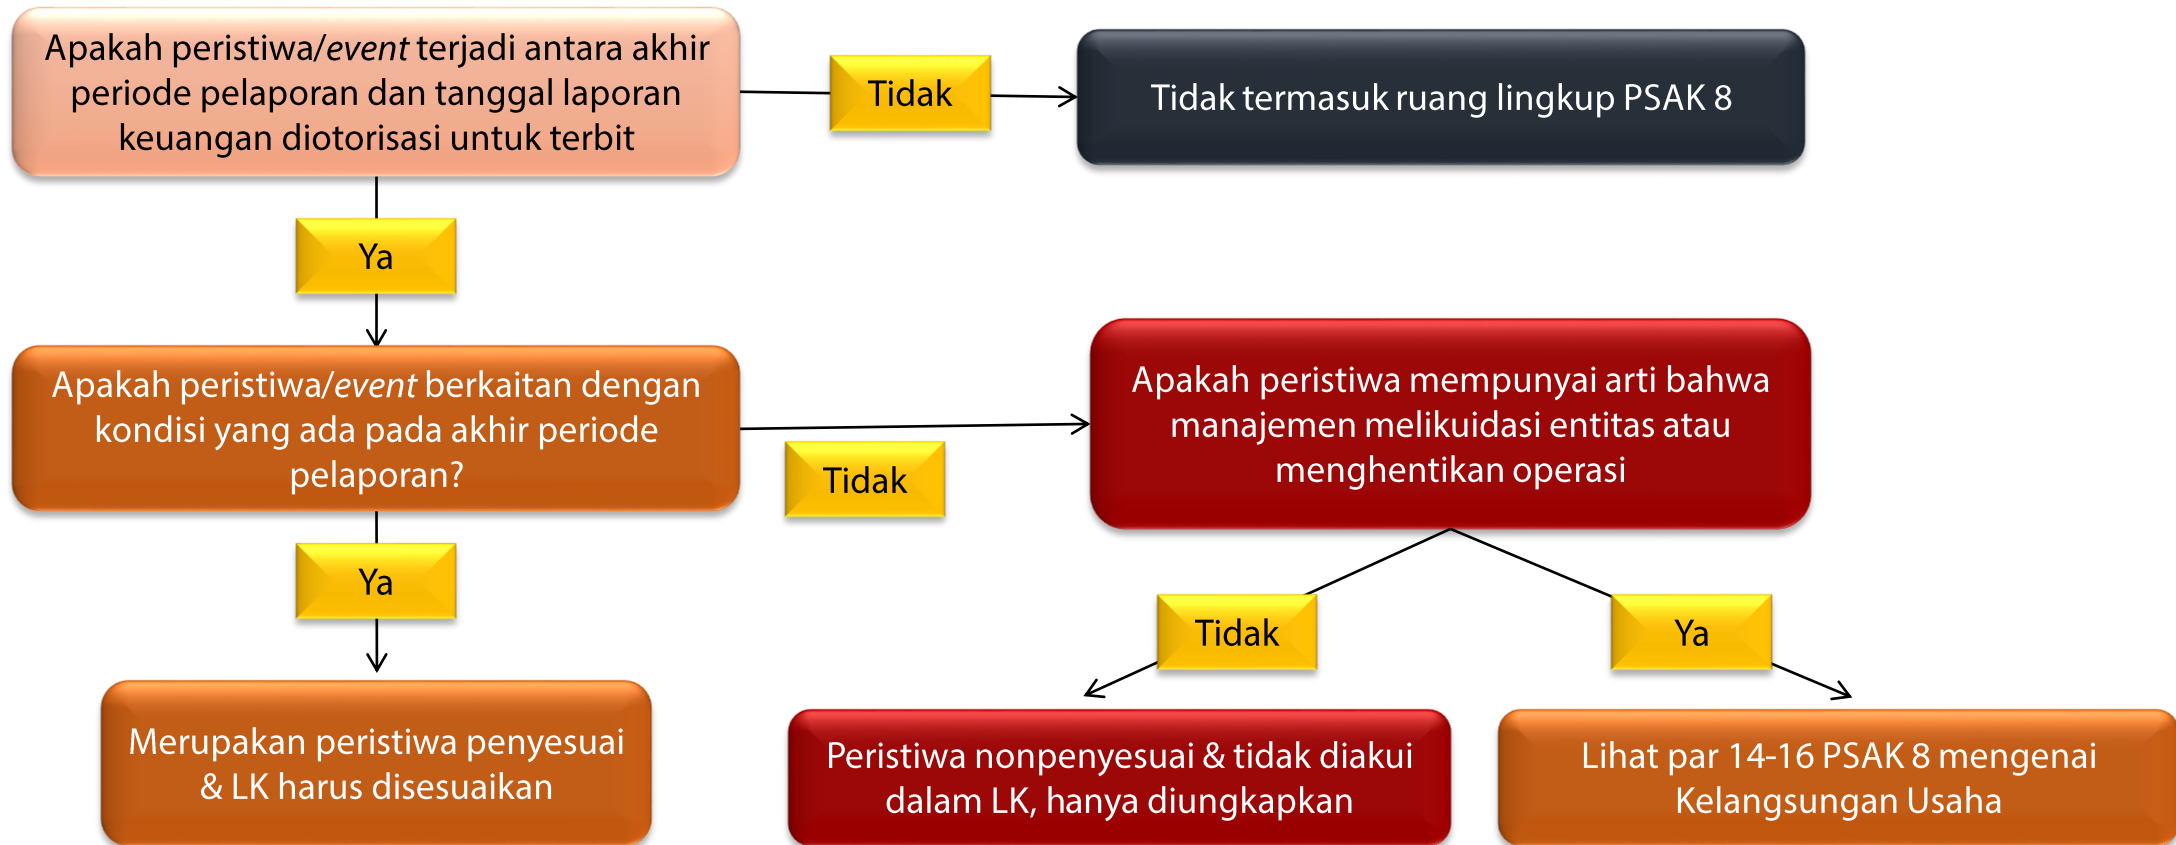 Apakah peristiwa/event terjadi antara akhir
periode pelaporan dan tanggal laporan
keuangan diotorisasi untuk terbit
Tidak
Tidak termasuk ruang lingkup PSAK 8
Ya
Apakah peristiwa/event berkaitan dengan
kondisi yang ada pada akhir periode
pelaporan?
Tidak
Apakah peristiwa mempunyai arti bahwa
manajemen melikuidasi entitas atau
menghentikan operasi
Ya
Tidak
Ya
Merupakan peristiwa penyesuai
& LK harus disesuaikan
Peristiwa nonpenyesuai & tidak diakui
dalam LK, hanya diungkapkan
Lihat par 14-16 PSAK 8 mengenai
Kelangsungan Usaha